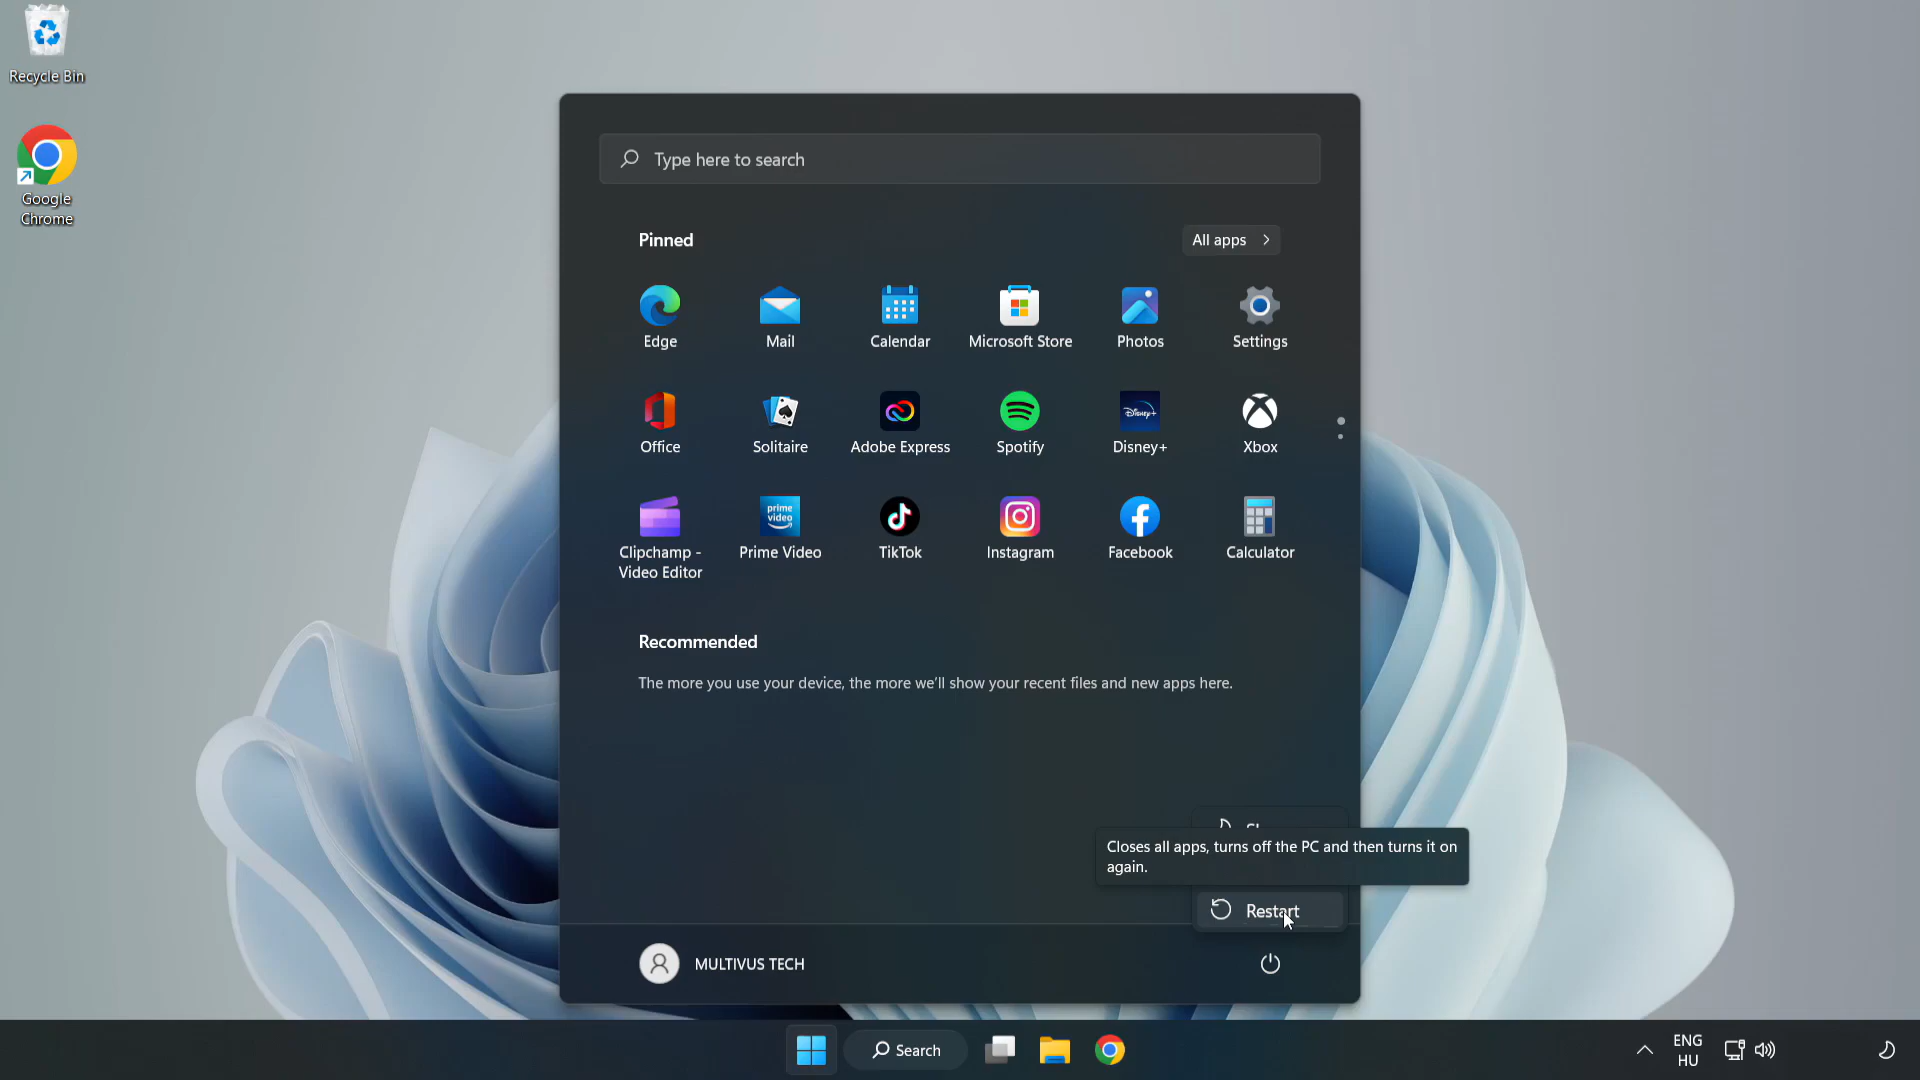 Recycle Bin
Google
Chrome
Type here to search
Pinned
All apps
Edge
Mail
Calendar
Microsoft Store
Photos
Settings
Office
Solitaire
Adobe Express
Spotify
Disney+
Xbox
Clipchamp -
Video Editor
prime
video
Prime Video
TikTok
Instagram
Facebook
Calculator
Recommended
The more you use your device, the more we'll show your recent files and new apps here.
Closes all apps, turns off the PC and then turns it on
again.
Restart
MULTIVUS TECH
Search
ENG
HU